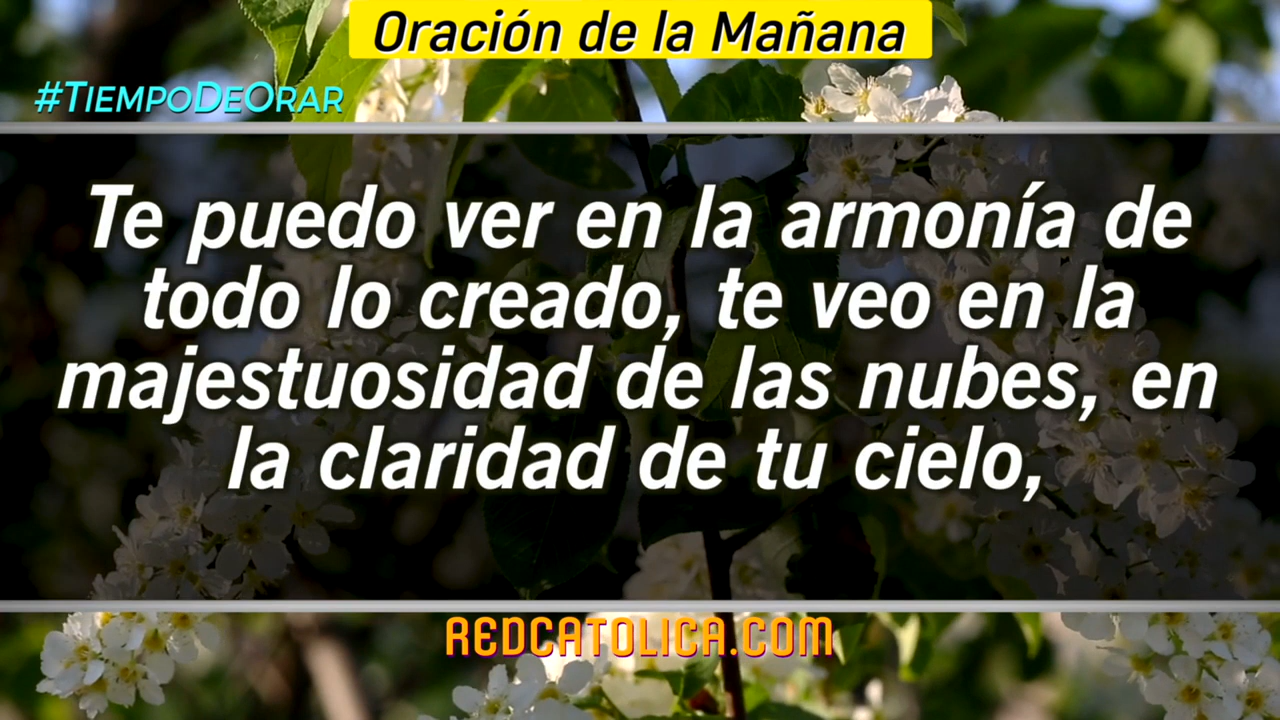 Oración de la Mañana
#TiempoDeOrar
Te puedo ver en la armonía de
todo lo creado, te veo en la
majestuosidad de las nubes, en
la claridad de tu cielo,
REDCATOLICA.COM